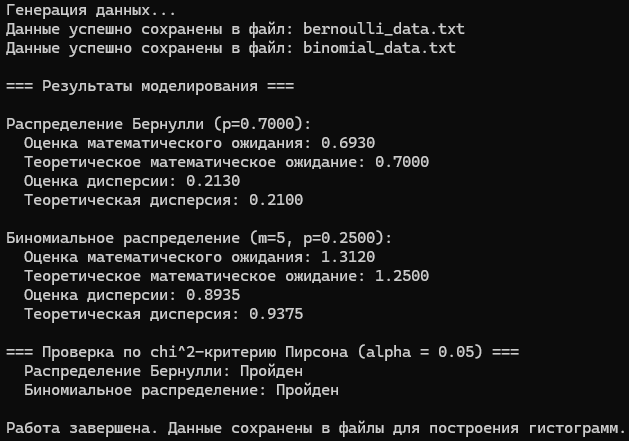 Генерация данных...
Данные успешно сохранены в файл: bernoulli_data.txt
Данные успешно сохранены в файл: binomial_data.txt
=== Результаты моделирования ===
Распределение Бернулли (p=0.7000):
Оценка математического ожидания: 0.6930
Теоретическое математическое ожидание: 0.7000
Оценка дисперсии: 0.2130
Теоретическая дисперсия: 0.2100
Биномиальное распределение (m=5, p=0.2500):
Оценка математического ожидания: 1.3120
Теоретическое математическое ожидание: 1.2500
Оценка дисперсии: 0.8935
Теоретическая дисперсия: 0.9375
=== Проверка по chi^2-критерию Пирсона (alpha = 0.05) ===
Распределение Бернулли: Пройден
Биномиальное распределение: Пройден
Работа завершена. Данные сохранены в файлы для построения гистограмм.